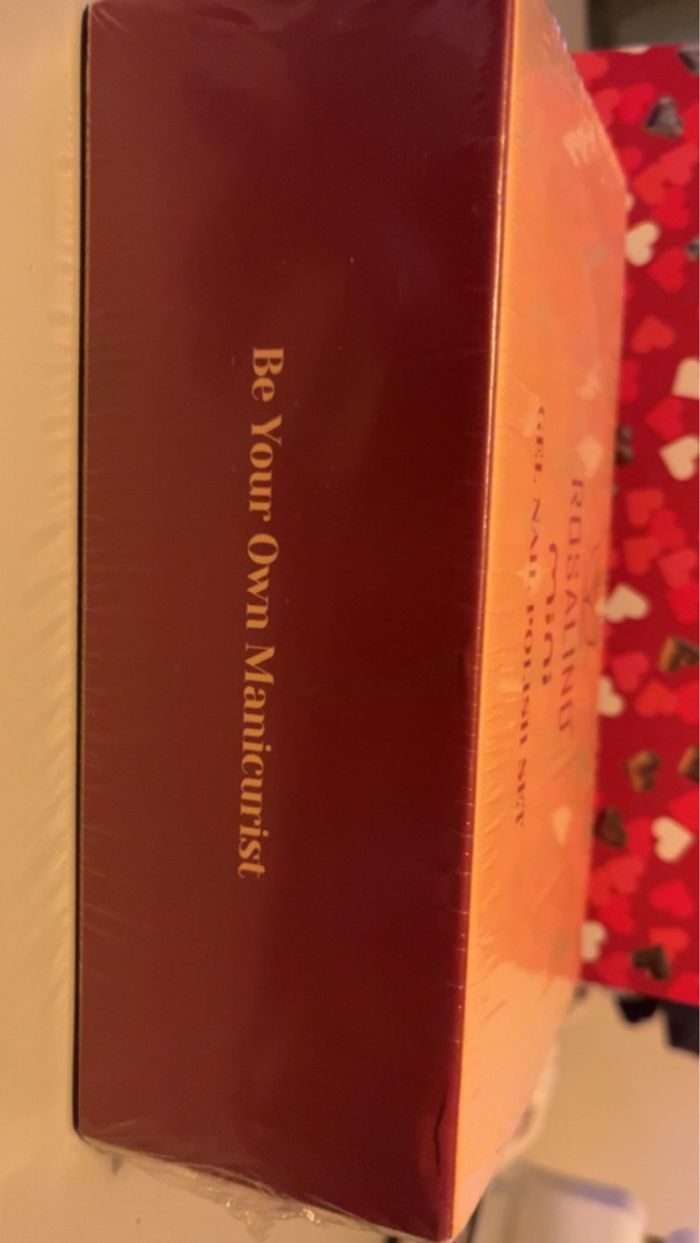 Be Your Own Manicurist
ROSALIND
mini
GEL NAIL POLISH SET